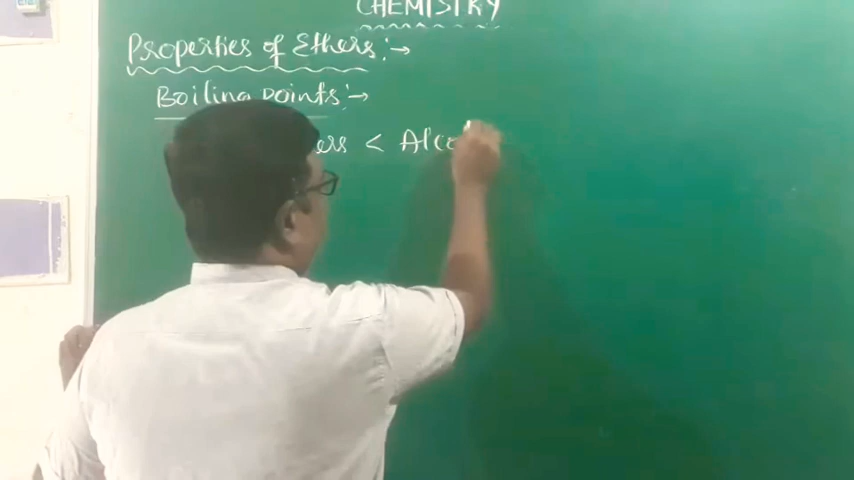 CHEMISTRY
Properties of Ethers:→
Boiling Points:→
ers < Alco